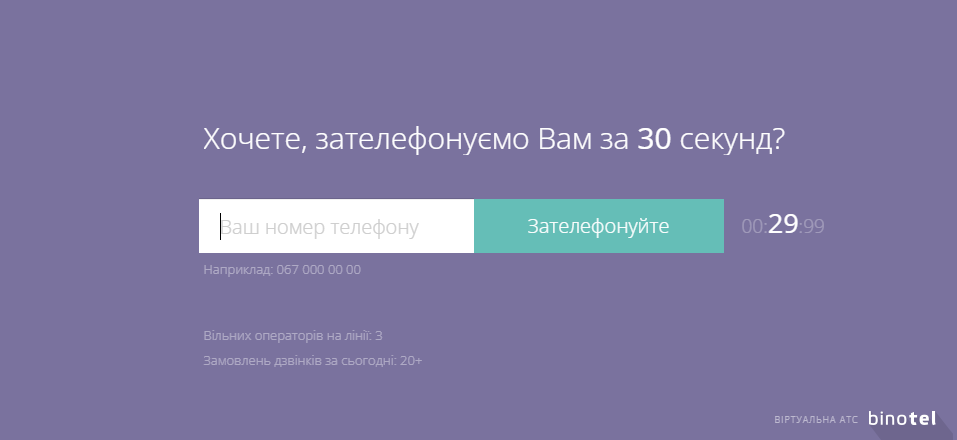 Хочете, зателефонуємо Вам за 30 секунд?
Ваш номер телефону
Зателефонуйте
00:29:99
Наприклад: 067 000 00 00
Вільних операторів на лінії: 3
Замовлень дзвінків за сьогодні: 20+
ВІРТУАЛЬНА АТС binotel